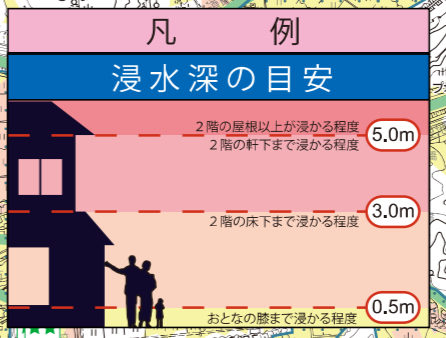 凡 例
浸水深の目安
２階の屋根以上が浸かる程度
5.0m
２階の軒下まで浸かる程度
3.0m
２階の床下まで浸かる程度
0.5m
おとなの膝まで浸かる程度